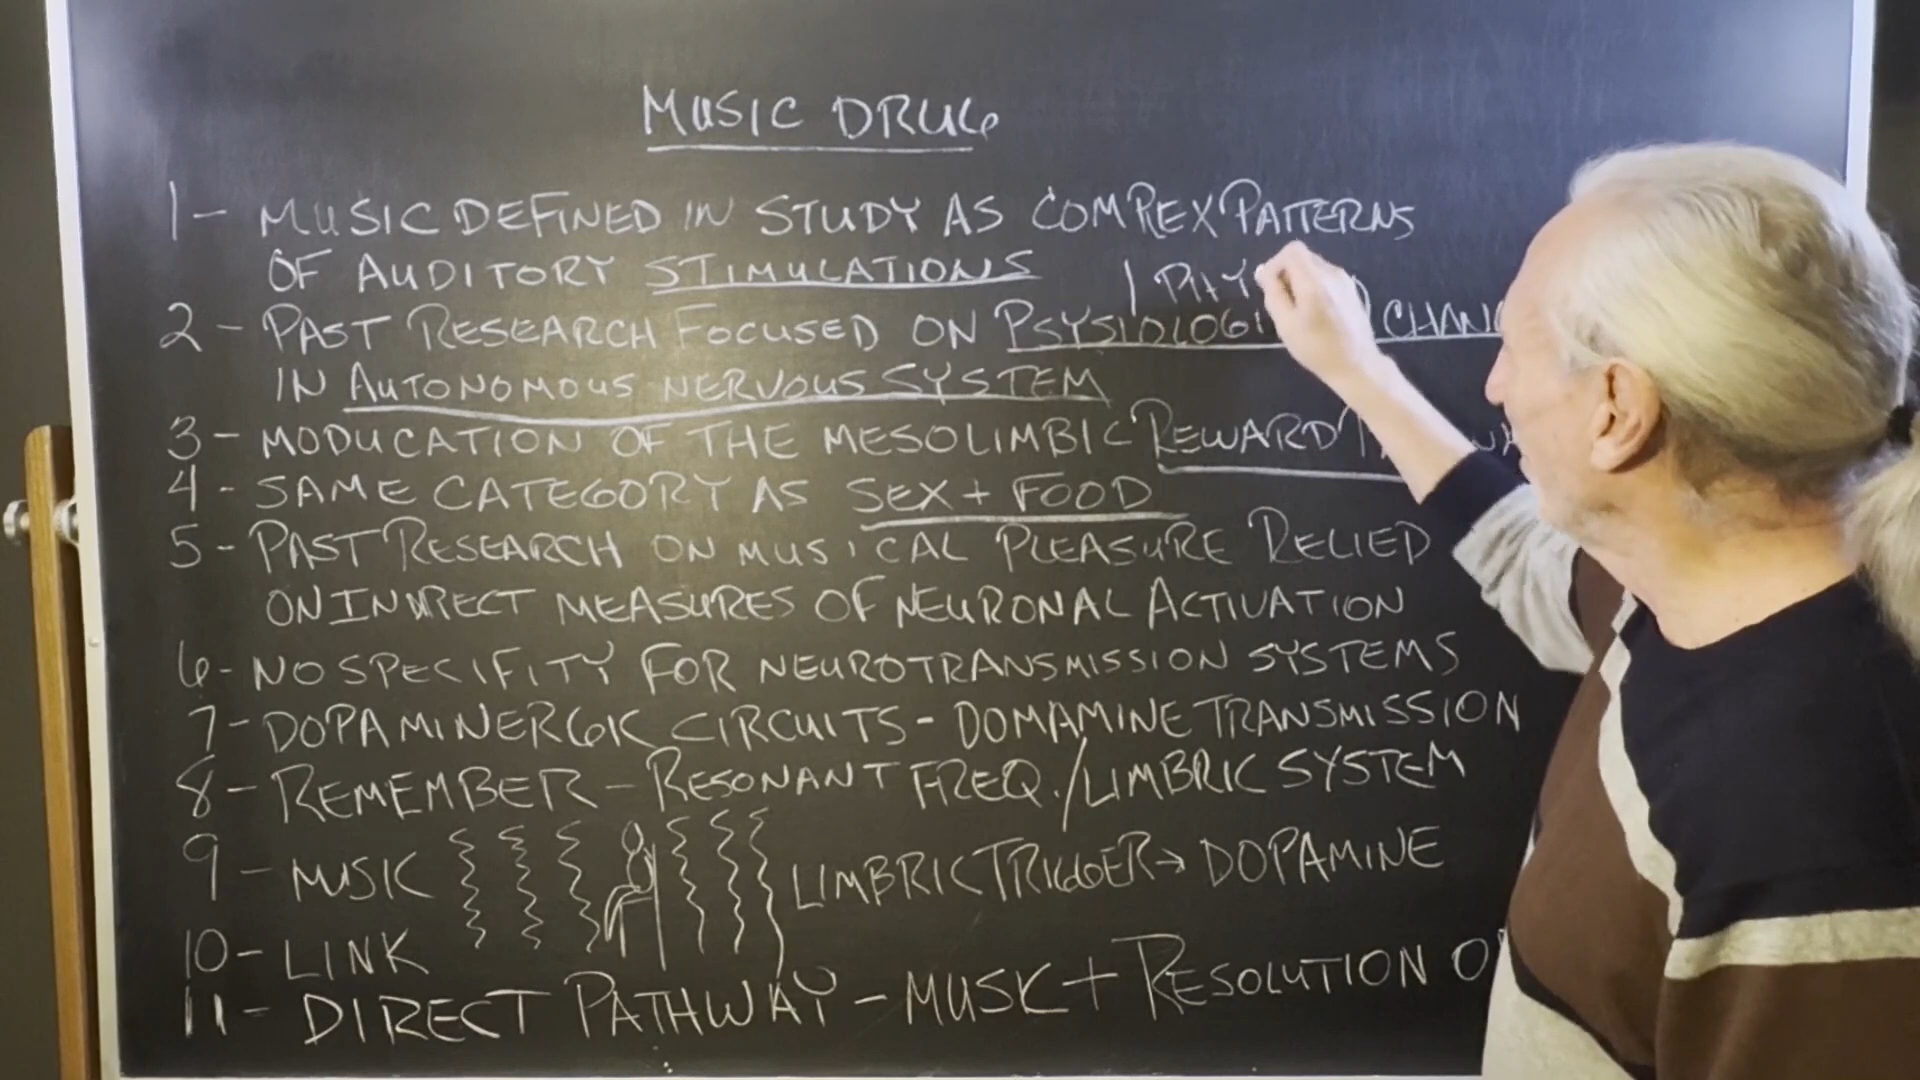 MUSIC DRUG
1- MUSIC DEFINED IN STUDY AS COMPREX PATTERNS
OF AUDITORY STIMULATIONS
1 PHY
2- PAST RESEARCH FOCUSED ON PSYSIOLOGI CHAN
IN AUTONOMOUS NERVOUS SYSTEM
3- MODUCATION OF THE MESOLIMBIC REWARD
4- SAME CATEGORY AS SEX + FOOD
5- PAST RESEARCH ON MUSICAL PLEASURE RELIED
ON INDIRECT MEASURES OF NEURONAL ACTIVATION
6- NO SPECIFITY FOR NEUROTRANSMISSION SYSTEMS
7- DOPAMINERGIC CIRCUITS - DOMAMINE TRANSMISSION
8- REMEMBER - RESONANT FREQ. / LIMBRIC SYSTEM
9- MUSIC LIMBRIC TRIGGER → DOPAMINE
10- LINK
11- DIRECT PATHWAY - MUSIC + RESOLUTION O